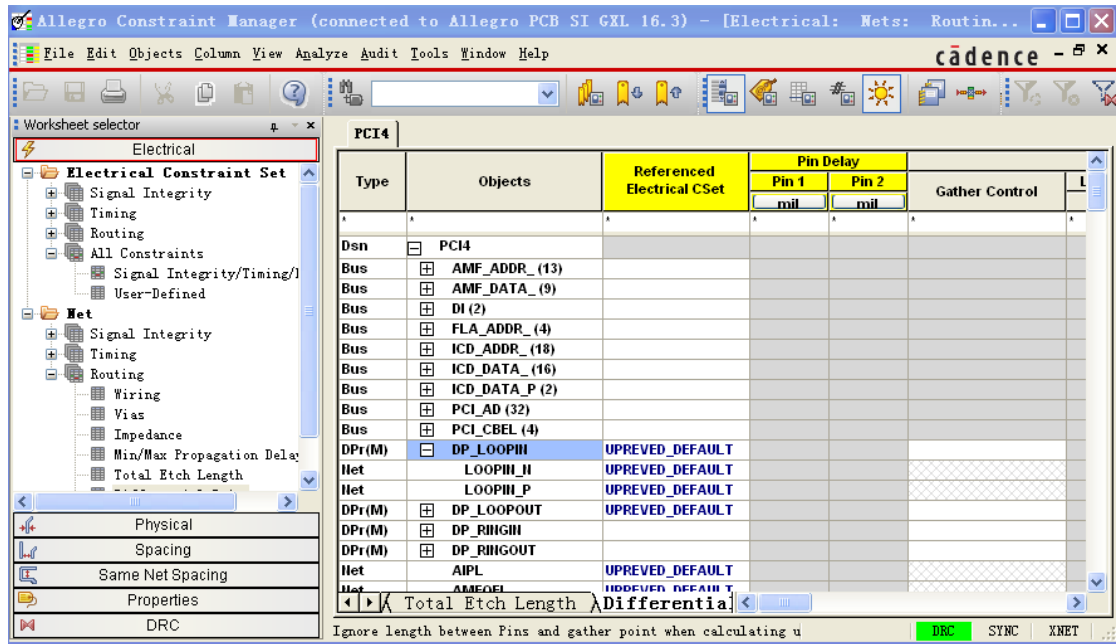 Allegro Constraint Manager (connected to Allegro PCB SI GXL 16.3) - [Electrical: Nets: Routin...
File Edit Objects Column View Analyze Audit Tools Window Help
cādence
Worksheet selector
Electrical
Electrical Constraint Set
Signal Integrity
Timing
Routing
All Constraints
Signal Integrity/Timing/
User-Defined
Net
Signal Integrity
Timing
Routing
Wiring
Vias
Impedance
Min/Max Propagation Delay
Total Etch Length
Physical
Spacing
Same Net Spacing
Properties
DRC
PCI4
Type Objects Referenced Electrical CSet Pin Delay
Pin 1 Pin 2 Gather Control L
mil mil
* * * * * * *
Dsn PCI4
Bus AMF_ADDR_ (13)
Bus AMF_DATA_ (9)
Bus DI (2)
Bus FLA_ADDR_ (4)
Bus ICD_ADDR_ (18)
Bus ICD_DATA_ (16)
Bus ICD_DATA_P (2)
Bus PCI_AD (32)
Bus PCI_CBEL (4)
DPr(M) DP_LOOPIN UPREVED_DEFAULT
Net LOOPIN_N UPREVED_DEFAULT
Net LOOPIN_P UPREVED_DEFAULT
DPr(M) DP_LOOPOUT UPREVED_DEFAULT
DPr(M) DP_RINGIN
DPr(M) DP_RINGOUT
Net AIPL UPREVED_DEFAULT
Net AMFOEL UPREVED_DEFAULT
Total Etch Length Differential
Ignore length between Pins and gather point when calculating u
DRC SYNC XNET